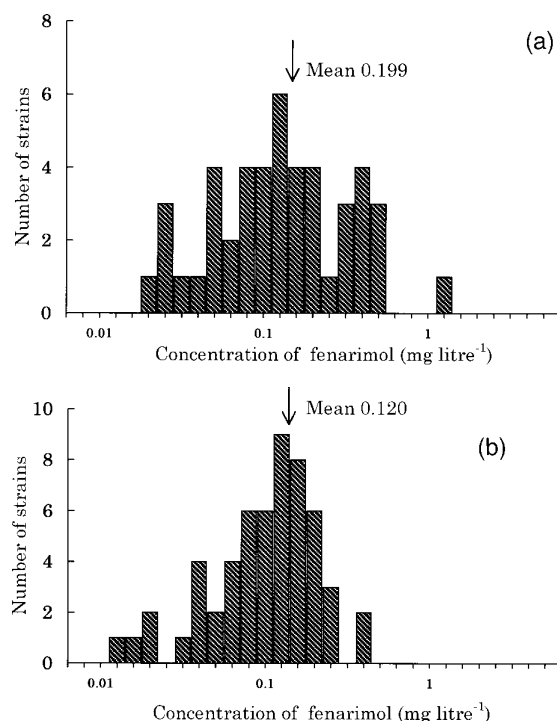 (a)
Mean 0.199
Number of strains
8
6
4
2
0
0.01 0.1 1
Concentration of fenarimol (mg litre⁻¹)
(b)
Mean 0.120
Number of strains
10
8
6
4
2
0
0.01 0.1 1
Concentration of fenarimol (mg litre⁻¹)